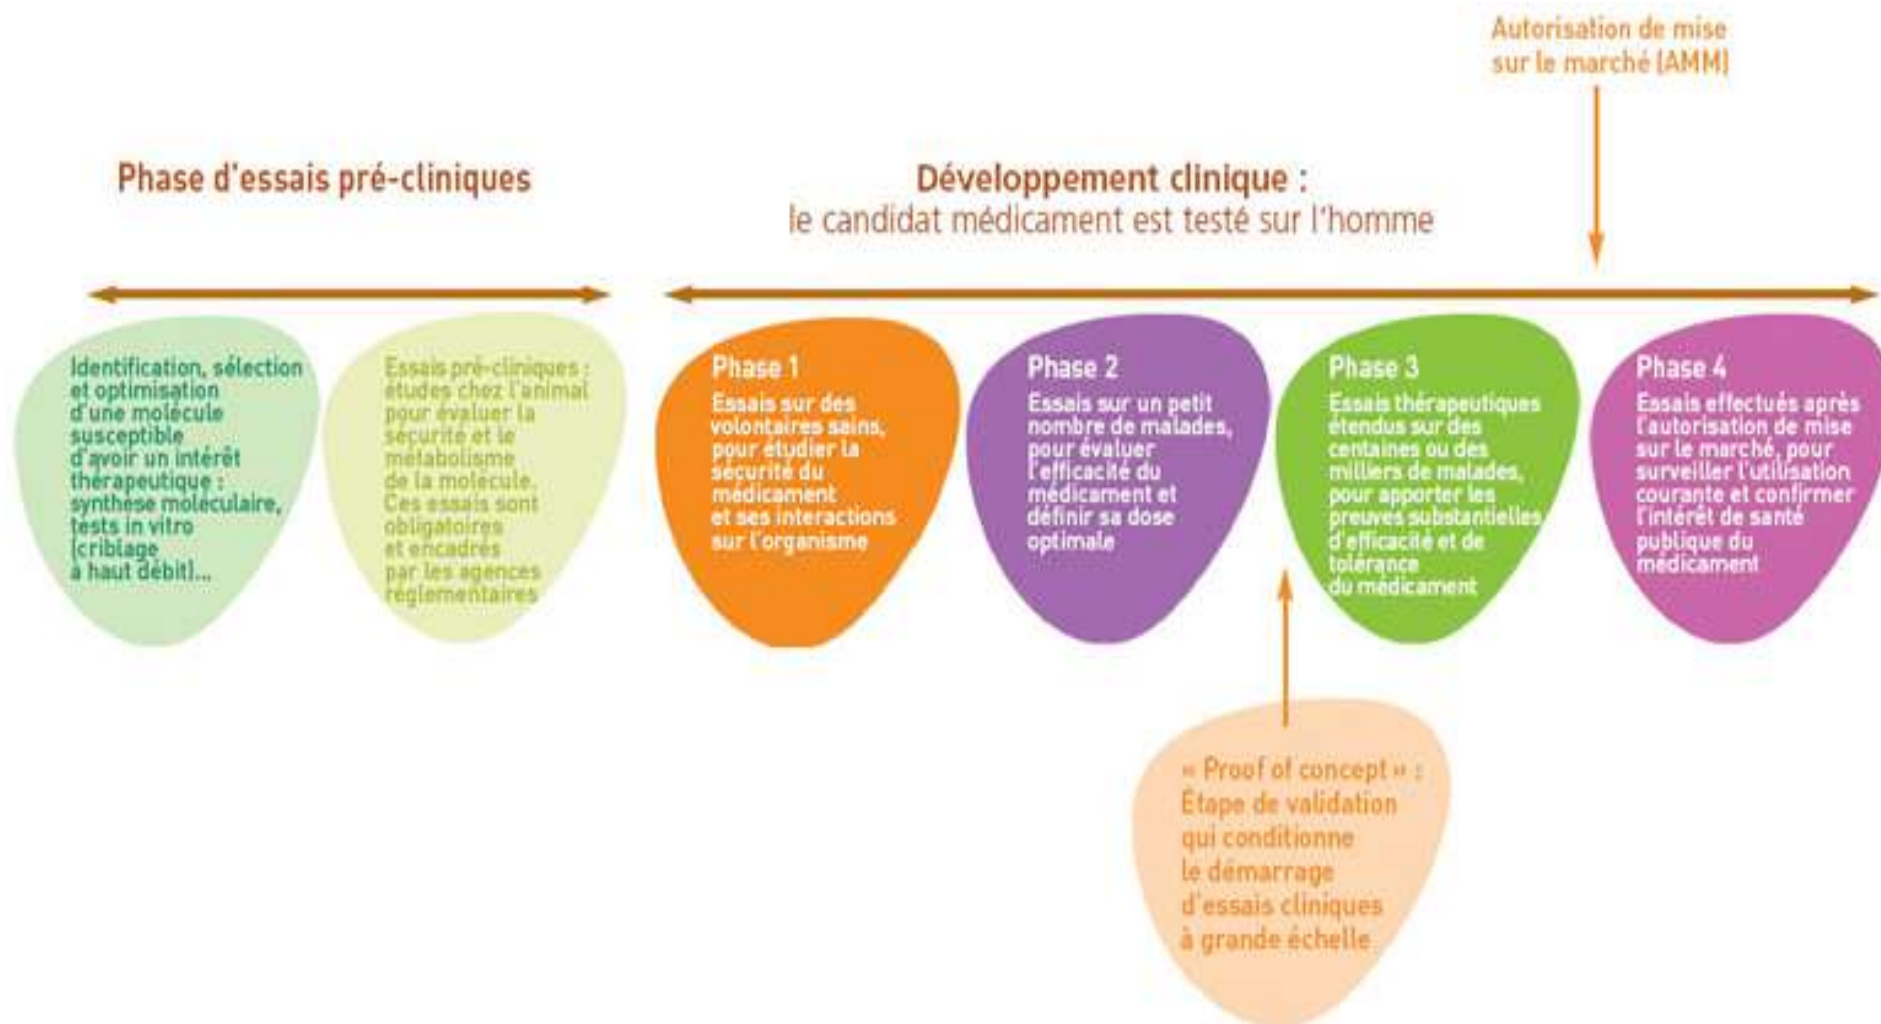 Autorisation de mise
sur le marché (AMM)
Phase d'essais pré-cliniques
Développement clinique :
le candidat médicament est testé sur l'homme
Identification, sélection
et optimisation
d'une molécule
susceptible
d'avoir un intérêt
thérapeutique :
synthèse moléculaire,
tests in vitro
(criblage
à haut débit)...
Essais pré-cliniques :
études chez l'animal
pour évaluer la
sécurité et le
métabolisme
de la molécule.
Ces essais sont
obligatoires
et encadrés
par les agences
réglementaires
Phase 1
Essais sur des
volontaires sains,
pour étudier la
sécurité du
médicament
et ses interactions
sur l'organisme
Phase 2
Essais sur un petit
nombre de malades,
pour évaluer
l'efficacité du
médicament et
définir sa dose
optimale
Phase 3
Essais thérapeutiques
étendus sur des
centaines ou des
milliers de malades,
pour apporter les
preuves substantielles
d'efficacité et de
tolérance
du médicament
Phase 4
Essais effectués après
l'autorisation de mise
sur le marché, pour
surveiller l'utilisation
courante et confirmer
l'intérêt de santé
publique du
médicament
« Proof of concept » :
Étape de validation
qui conditionne
le démarrage
d'essais cliniques
à grande échelle